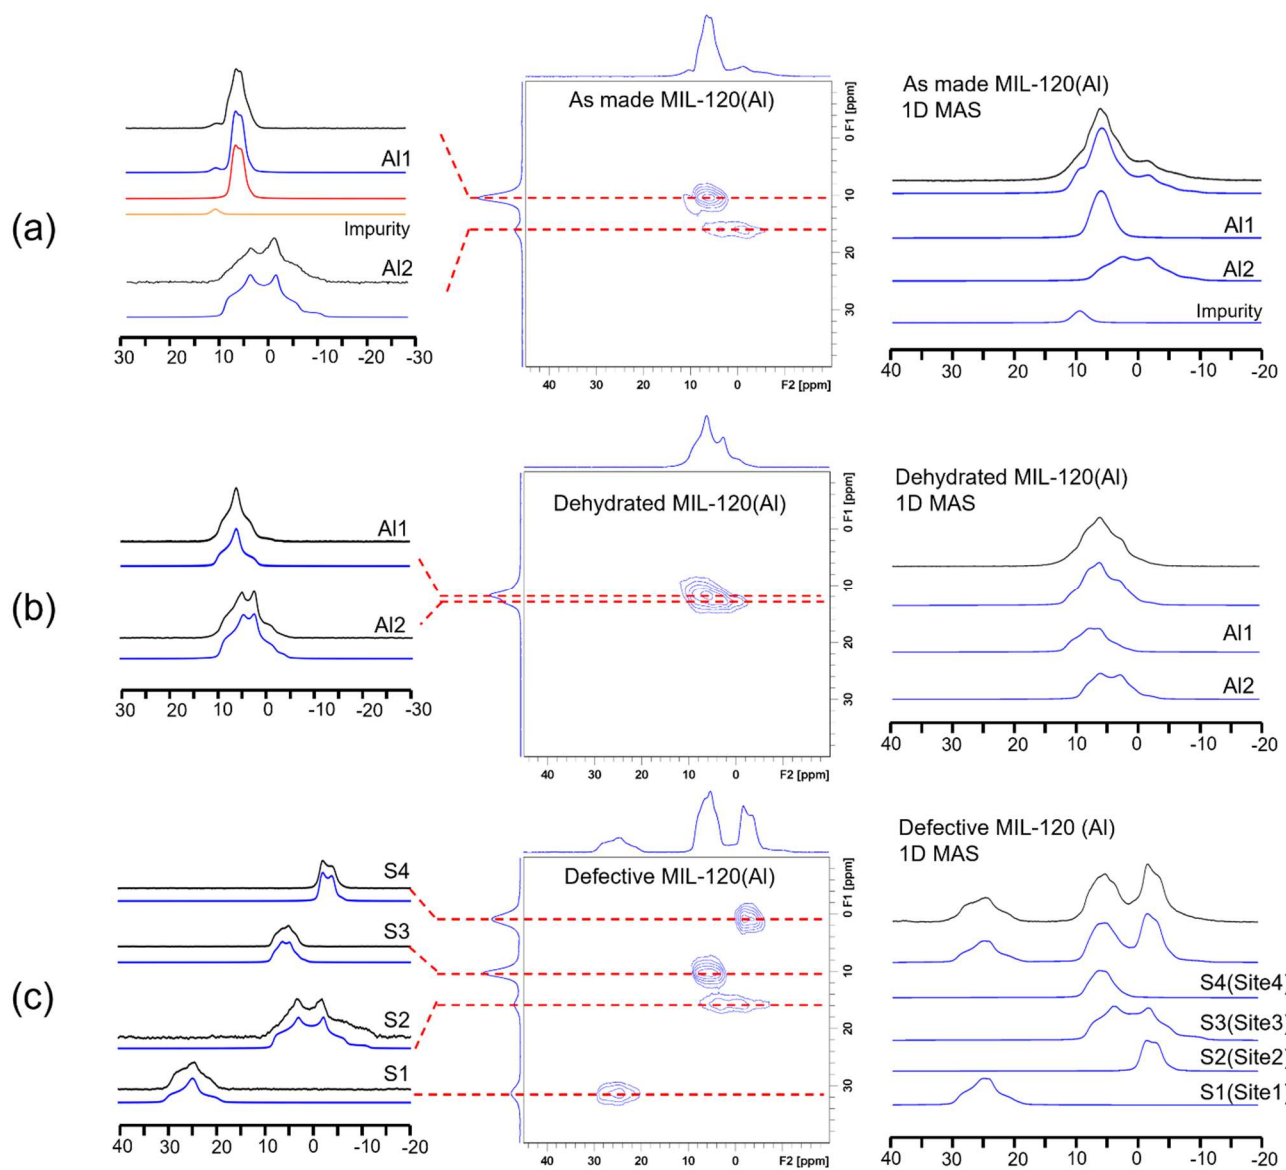 (a)
Al1
Impurity
Al2
30 20 10 0 -10 -20 -30
As made MIL-120(Al)
0 F1 [ppm]
10
20
30
40 30 20 10 0 F2 [ppm]
As made MIL-120(Al)
1D MAS
Al1
Al2
Impurity
40 30 20 10 0 -10 -20
(b)
Al1
Al2
30 20 10 0 -10 -20 -30
Dehydrated MIL-120(Al)
0 F1 [ppm]
10
20
30
40 30 20 10 0 F2 [ppm]
Dehydrated MIL-120(Al)
1D MAS
Al1
Al2
40 30 20 10 0 -10 -20
(c)
S4
S3
S2
S1
40 30 20 10 0 -10 -20
Defective MIL-120(Al)
0 F1 [ppm]
10
20
30
40 30 20 10 0 F2 [ppm]
Defective MIL-120 (Al)
1D MAS
S4(Site4)
S3(Site3)
S2(Site2)
S1(Site1)
40 30 20 10 0 -10 -20